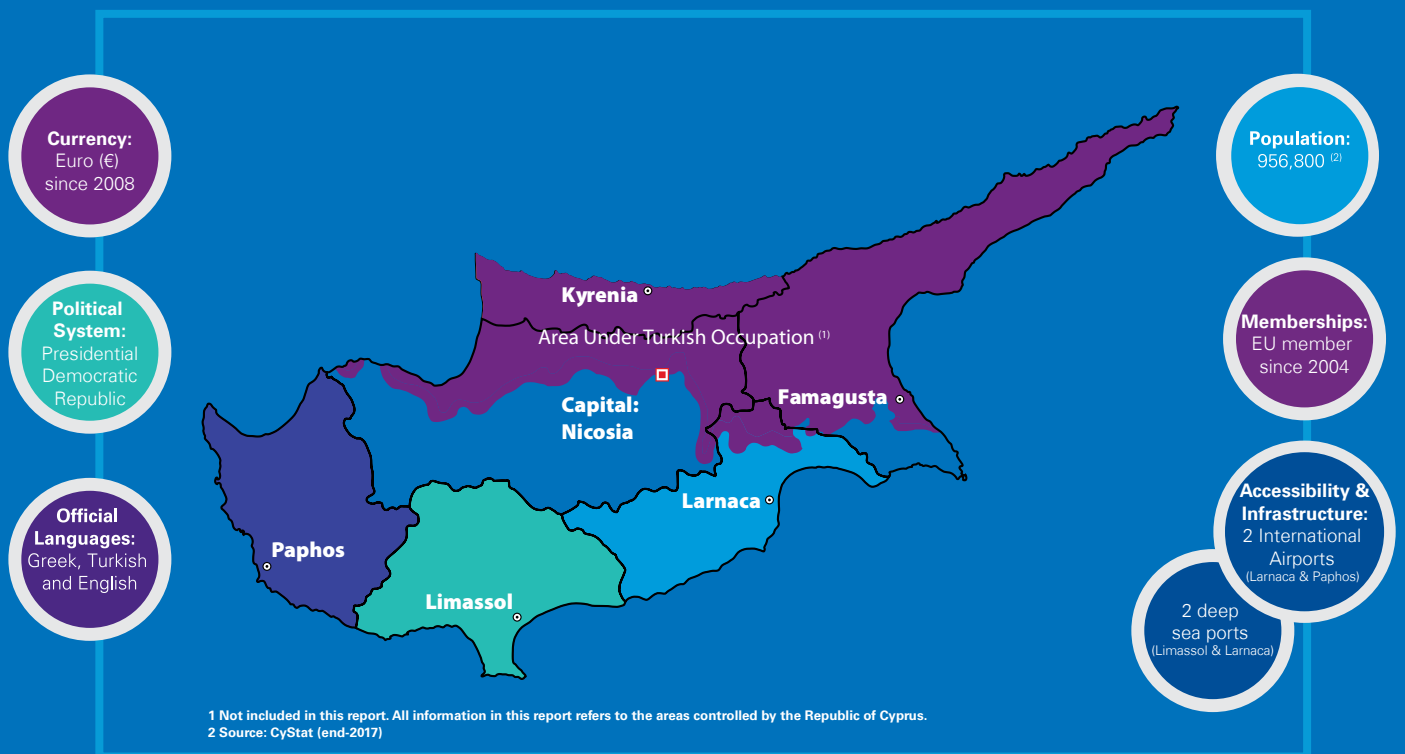 Currency:
Euro (€)
since 2008
Political
System:
Presidential
Democratic
Republic
Official
Languages:
Greek, Turkish
and English
Kyrenia
Area Under Turkish Occupation (1)
Capital:
Nicosia
Famagusta
Larnaca
Paphos
Limassol
Population:
956,800 (2)
Memberships:
EU member
since 2004
Accessibility &
Infrastructure:
2 International
Airports
(Larnaca & Paphos)
2 deep
sea ports
(Limassol & Larnaca)
1 Not included in this report. All information in this report refers to the areas controlled by the Republic of Cyprus.
2 Source: CyStat (end-2017)